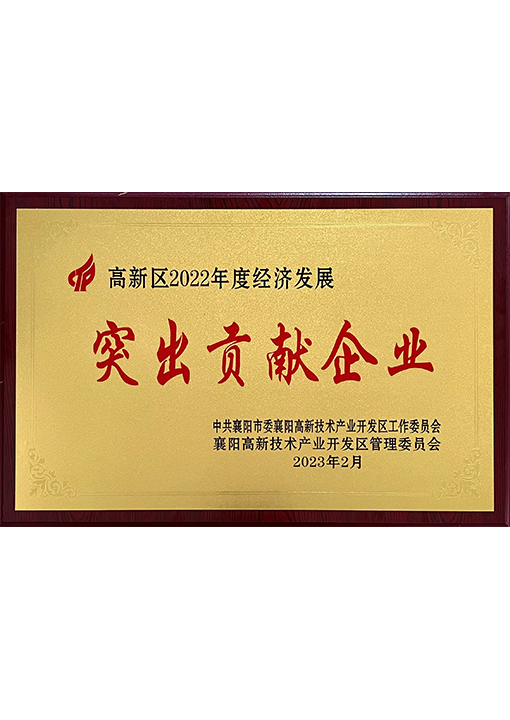 高新区2022年度经济发展
突出贡献企业
中共襄阳市委襄阳高新技术产业开发区工作委员会
襄阳高新技术产业开发区管理委员会
2023年2月